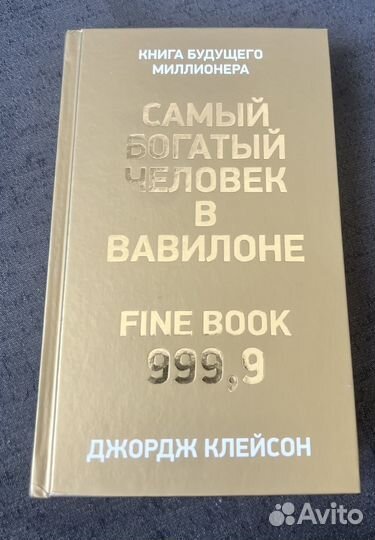 КНИГА БУДУЩЕГО
МИЛЛИОНЕРА
САМЫЙ
БОГАТЫЙ
ЧЕЛОВЕК
В
ВАВИЛОНЕ
FINE BOOK
999,9
ДЖОРДЖ КЛЕЙСОН
Avito